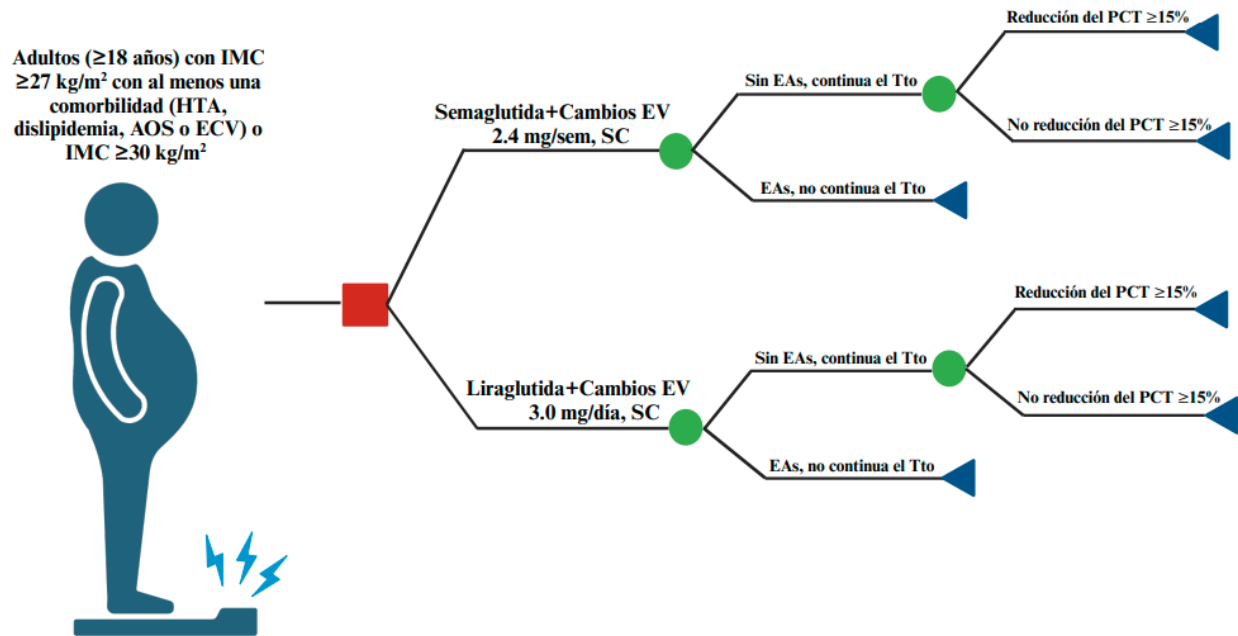 Adultos (≥18 años) con IMC
≥27 kg/m² con al menos una
comorbilidad (HTA,
dislipidemia, AOS o ECV) o
IMC ≥30 kg/m²
Semaglutida+Cambios EV
2.4 mg/sem, SC
Sin EAs, continua el Tto
Reducción del PCT ≥15%
No reducción del PCT ≥15%
EAs, no continua el Tto
Liraglutida+Cambios EV
3.0 mg/día, SC
Sin EAs, continua el Tto
Reducción del PCT ≥15%
No reducción del PCT ≥15%
EAs, no continua el Tto